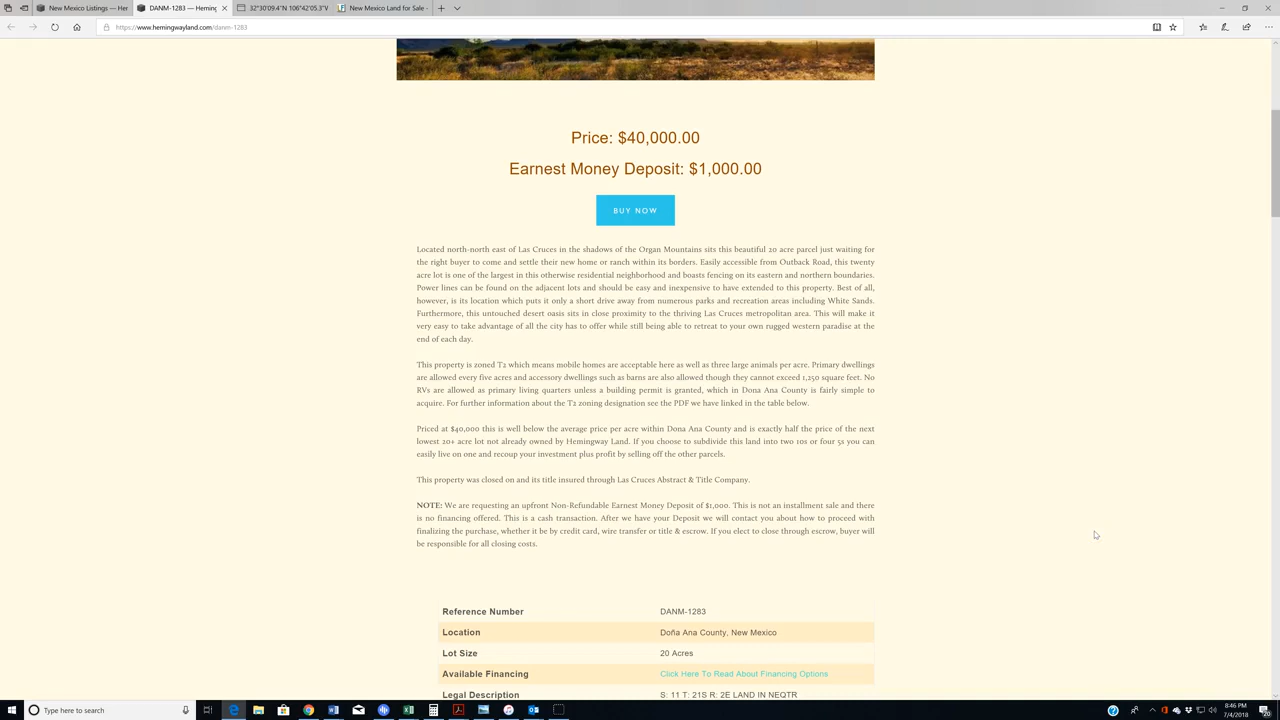 New Mexico Listings — Her
DANM-1283 — Heming
32°30'09.4"N 106°42'05.3"V
New Mexico Land for Sale -
https://www.hemingwayland.com/danm-1283
Price: $40,000.00
Earnest Money Deposit: $1,000.00
BUY NOW
Located north-north east of Las Cruces in the shadows of the Organ Mountains sits this beautiful 20 acre parcel just waiting for
the right buyer to come and settle their new home or ranch within its borders. Easily accessible from Outback Road, this twenty
acre lot is one of the largest in this otherwise residential neighborhood and boasts fencing on its eastern and northern boundaries.
Power lines can be found on the adjacent lots and should be easy and inexpensive to have extended to this property. Best of all,
however, is its location which puts it only a short drive away from numerous parks and recreation areas including White Sands.
Furthermore, this untouched desert oasis sits in close proximity to the thriving Las Cruces metropolitan area. This will make it
very easy to take advantage of all the city has to offer while still being able to retreat to your own rugged western paradise at the
end of each day.
This property is zoned T2 which means mobile homes are acceptable here as well as three large animals per acre. Primary dwellings
are allowed every five acres and accessory dwellings such as barns are also allowed though they cannot exceed 1,250 square feet. No
RVs are allowed as primary living quarters unless a building permit is granted, which in Dona Ana County is fairly simple to
acquire. For further information about the T2 zoning designation see the PDF we have linked in the table below.
Priced at $40,000 this is well below the average price per acre within Dona Ana County and is exactly half the price of the next
lowest 20+ acre lot not already owned by Hemingway Land. If you choose to subdivide this land into two 10s or four 5s you can
easily live on one and recoup your investment plus profit by selling off the other parcels.
This property was closed on and its title insured through Las Cruces Abstract & Title Company.
NOTE: We are requesting an upfront Non-Refundable Earnest Money Deposit of $1,000. This is not an installment sale and there
is no financing offered. This is a cash transaction. After we have your Deposit we will contact you about how to proceed with
finalizing the purchase, whether it be by credit card, wire transfer or title & escrow. If you elect to close through escrow, buyer will
be responsible for all closing costs.
Reference Number DANM-1283
Location Doña Ana County, New Mexico
Lot Size 20 Acres
Available Financing Click Here To Read About Financing Options
Legal Description S: 11 T: 21S R: 2E LAND IN NEQTR
Type here to search
8:46 PM
7/4/2018
20